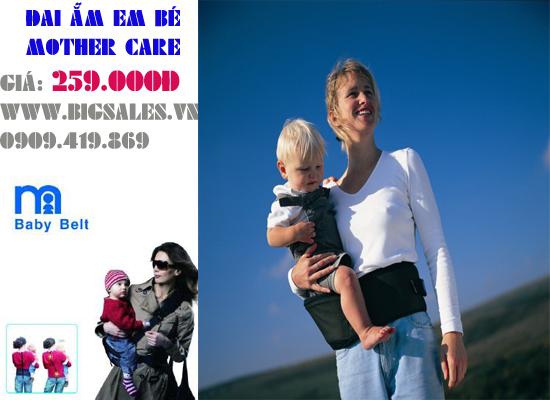 ĐAI ẴM EM BÉ
MOTHER CARE
GIÁ: 259.000Đ
WWW.BIGSALES.VN
0909.419.869
m
Baby Belt